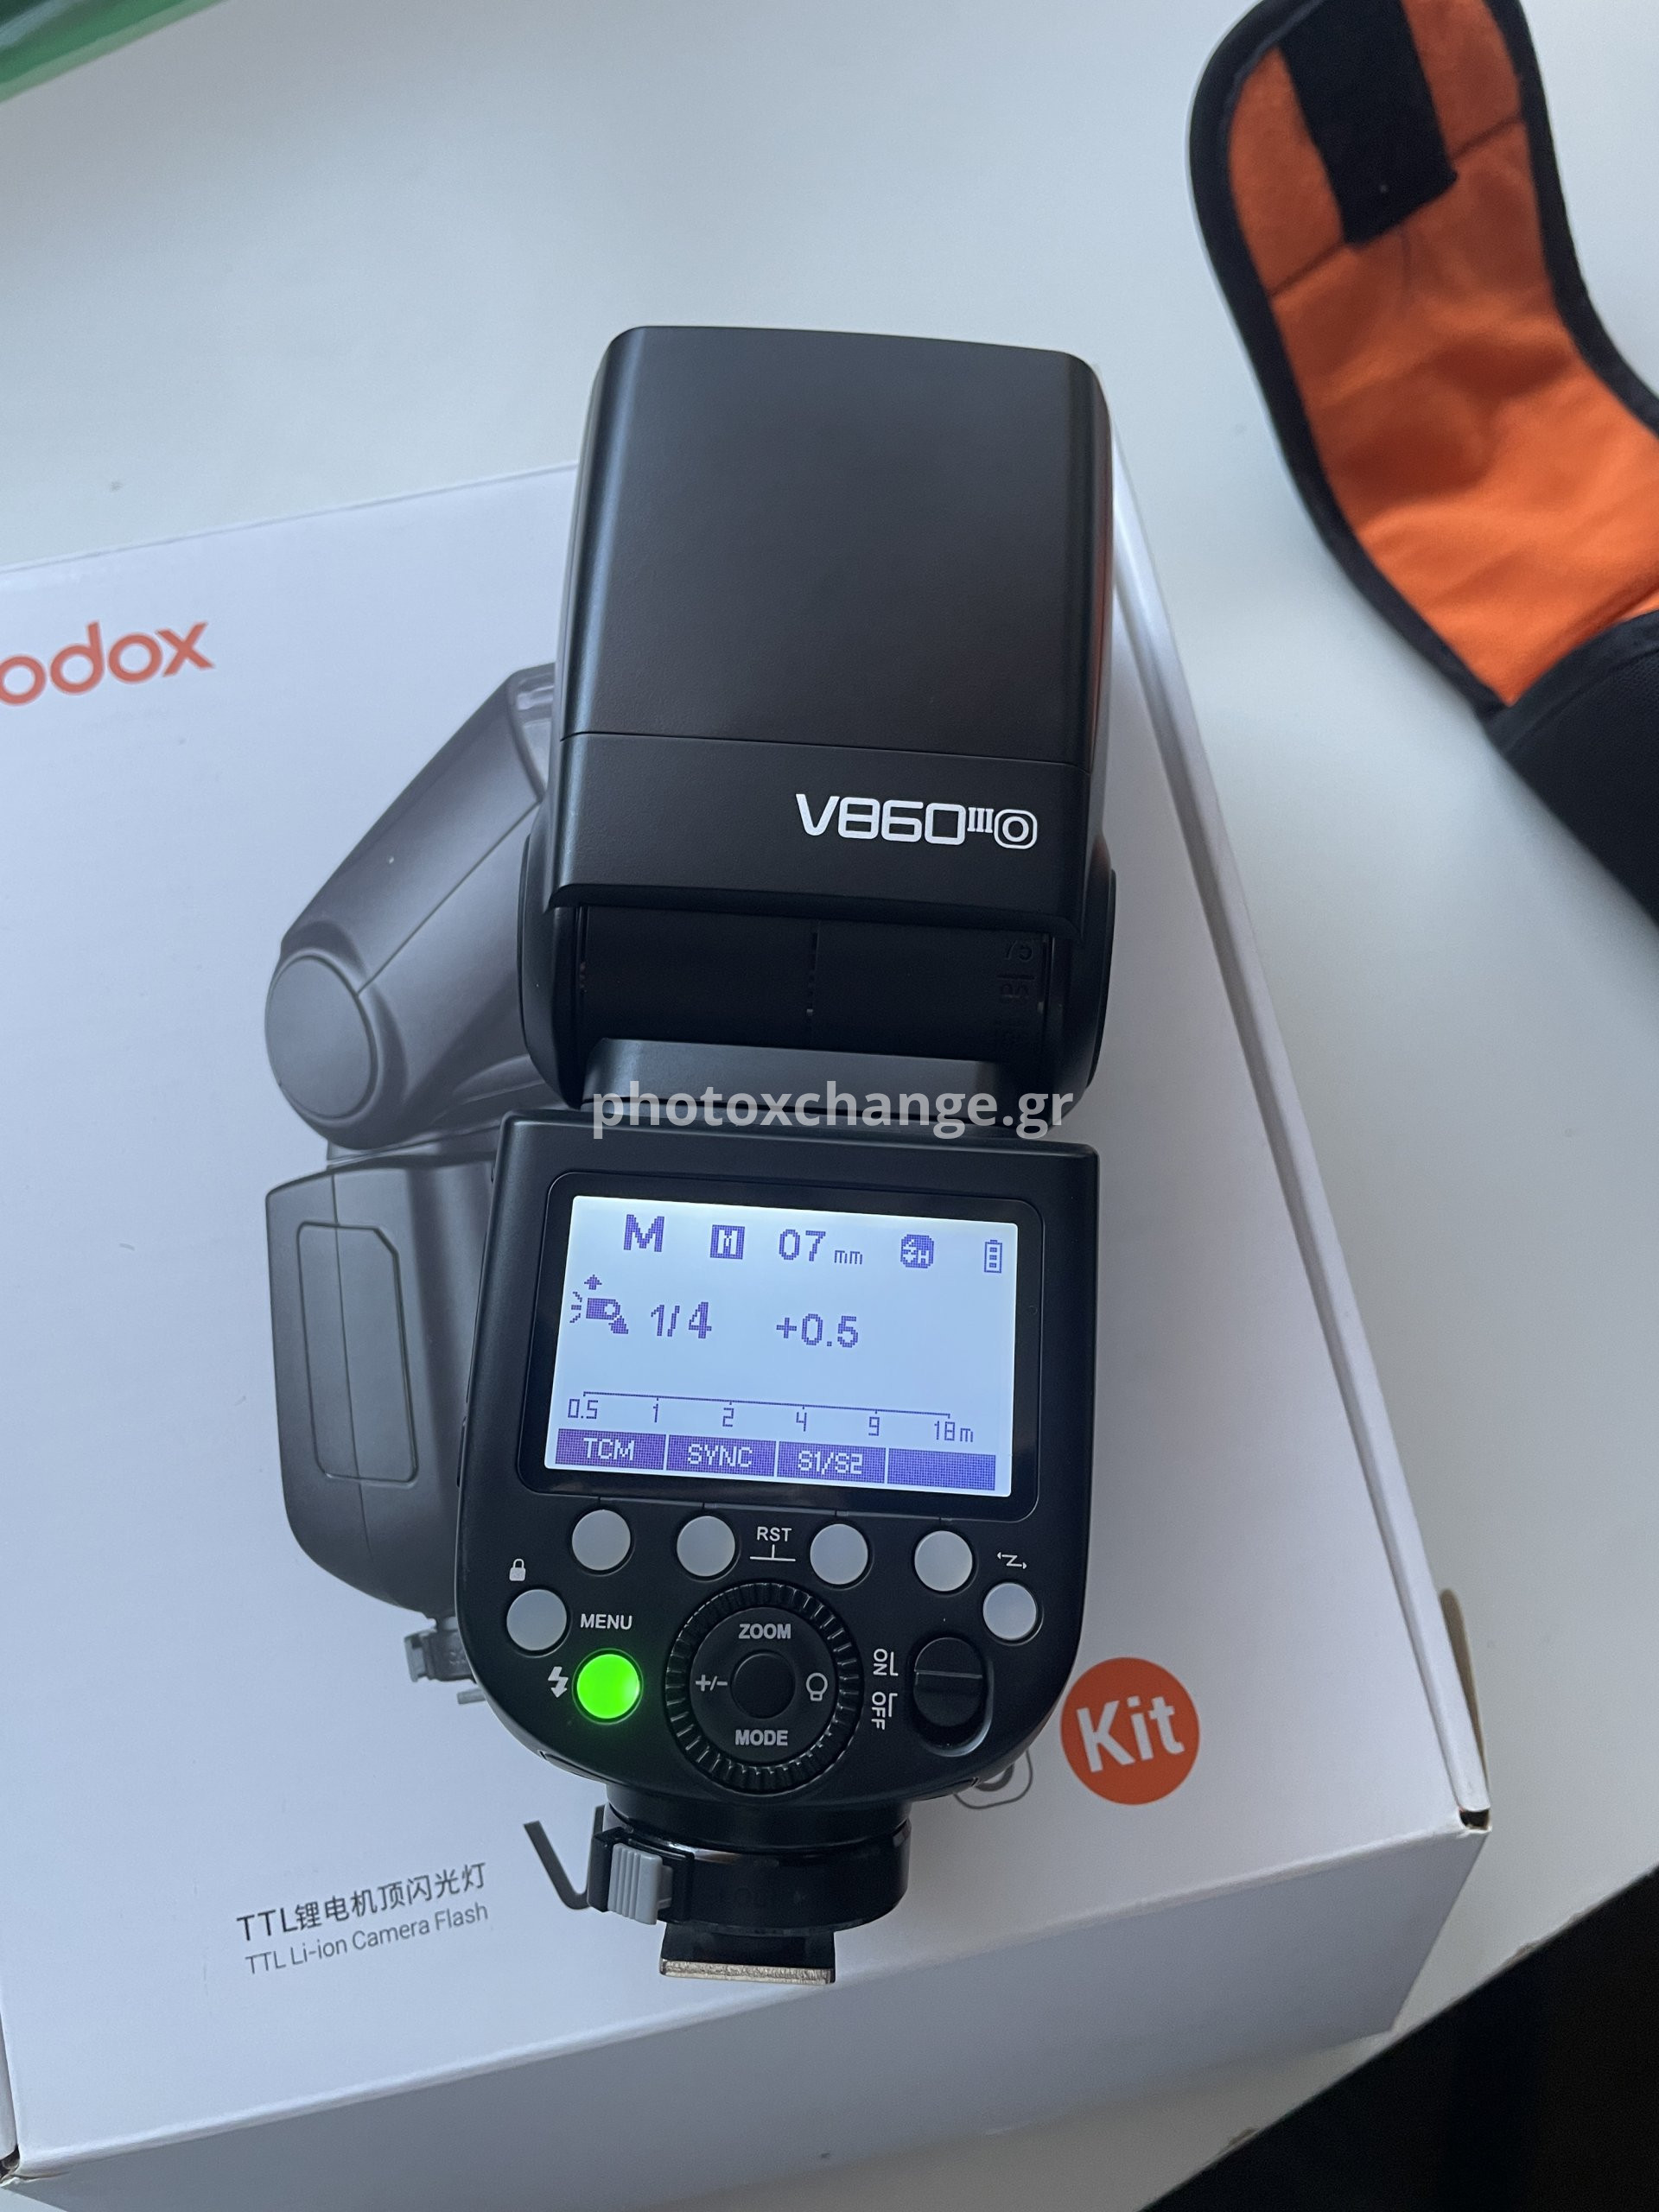 odox
V860III O
75
photoxchange.gr
M M 07 mm H
1/4 +0.5
0.5 1 2 4 9 18m
TCM SYNC S1/S2
RST
MENU
ZOOM
+/-
MODE
ON
OFF
Kit
V
TTL锂电机顶闪光灯
TTL Li-ion Camera Flash